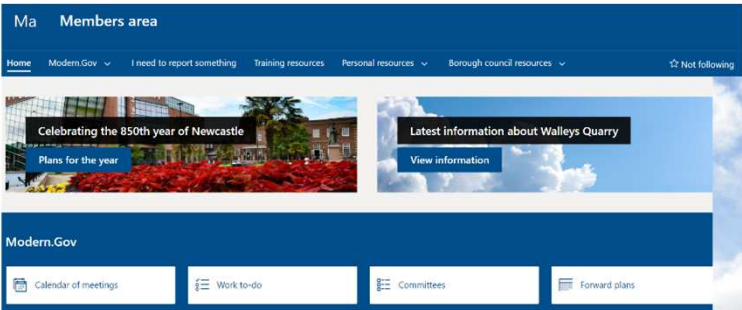 Ma Members area
Home Modern.Gov I need to report something Training resources Personal resources Borough council resources Not following
Celebrating the 850th year of Newcastle
Plans for the year
Latest information about Walleys Quarry
View information
Modern.Gov
Calendar of meetings Work to-do Committees Forward plans